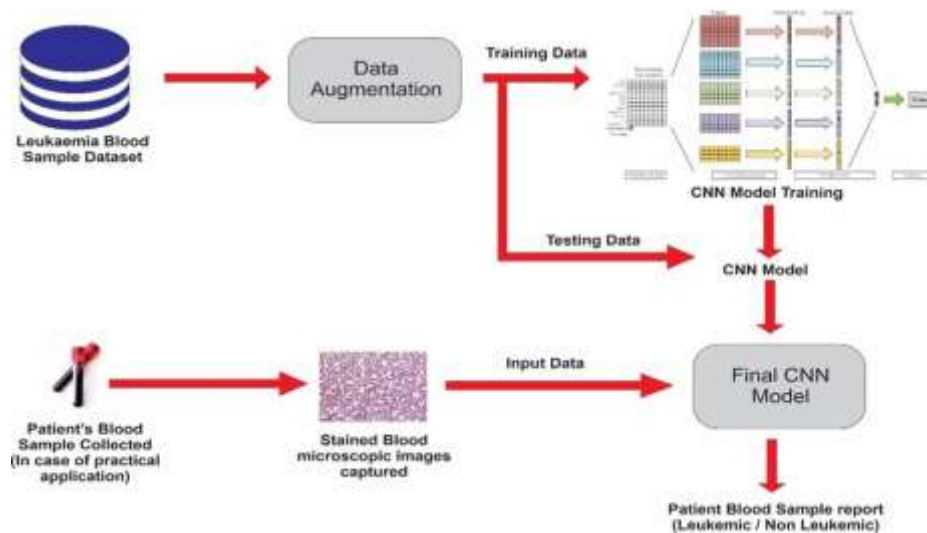 Data
Augmentation
Training Data
Leukaemia Blood
Sample Dataset
CNN Model Training
Testing Data
CNN Model
Input Data
Final CNN
Model
Patient's Blood
Sample Collected
(In case of practical
application)
Stained Blood
microscopic images
captured
Patient Blood Sample report
(Leukemic / Non Leukemic)